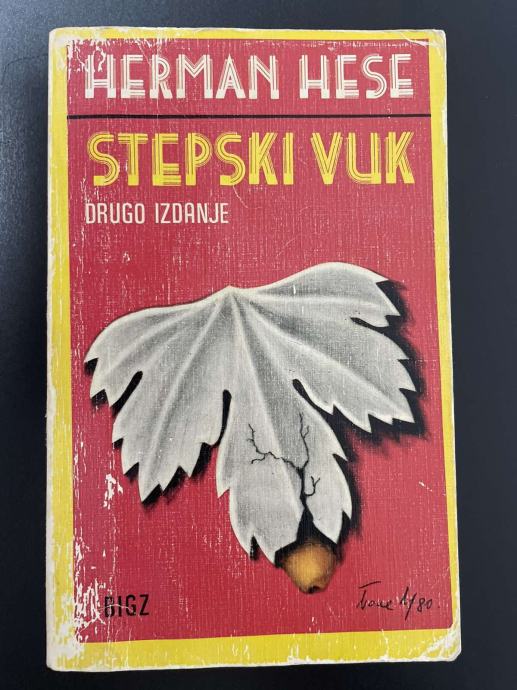 HERMAN HESE
STEPSKI VUK
DRUGO IZDANJE
BIGZ